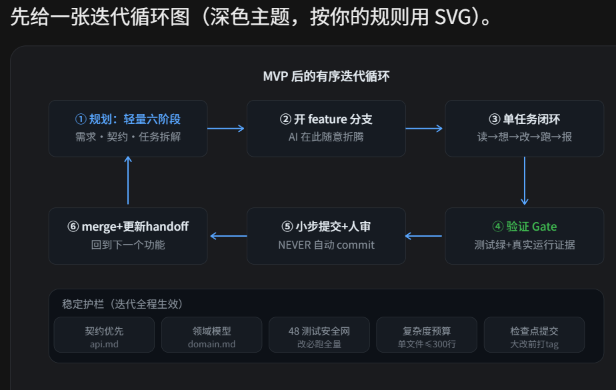 先给一张迭代循环图（深色主题，按你的规则用 SVG）。
MVP 后的有序迭代循环
① 规划：轻量六阶段
需求・契约・任务拆解
② 开 feature 分支
AI 在此随意折腾
③ 单任务闭环
读→想→改→跑→报
⑥ merge+更新handoff
回到下一个功能
⑤ 小步提交+人审
NEVER 自动 commit
④ 验证 Gate
测试绿+真实运行证据
稳定护栏（迭代全程生效）
契约优先
api.md
领域模型
domain.md
48 测试安全网
改必跑全量
复杂度预算
单文件≤300行
检查点提交
大改前打tag